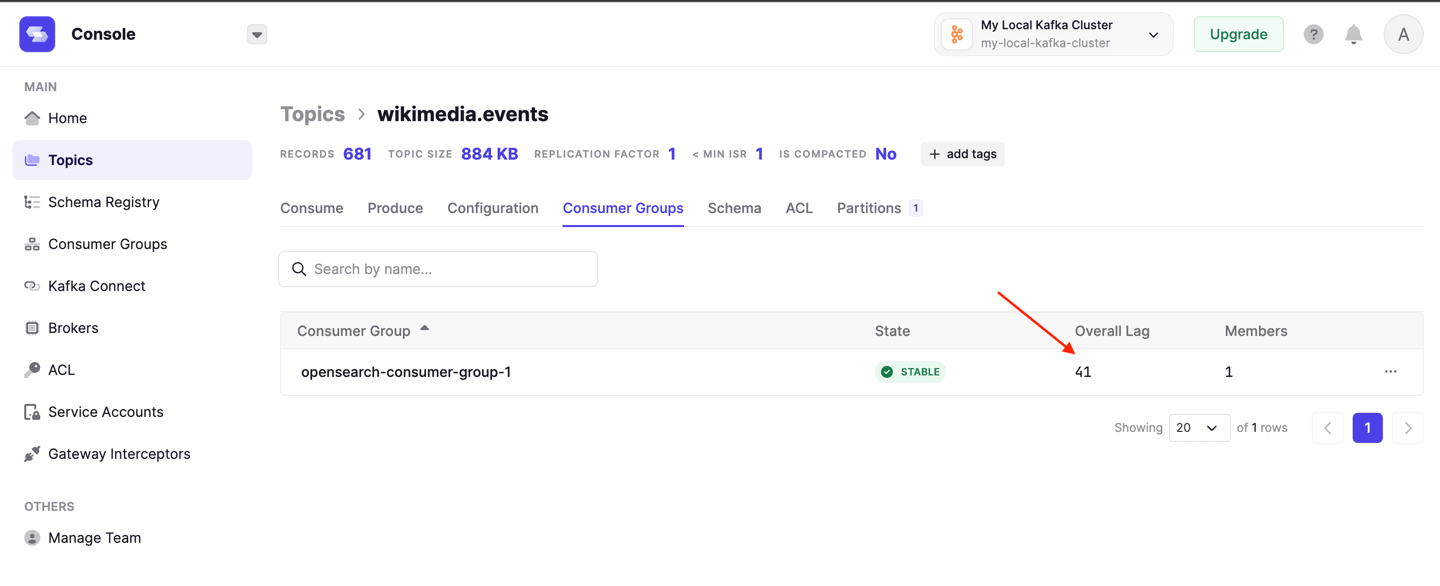 Console
My Local Kafka Cluster
my-local-kafka-cluster
Upgrade
?
A
MAIN
Home
Topics
Schema Registry
Consumer Groups
Kafka Connect
Brokers
ACL
Service Accounts
Gateway Interceptors
OTHERS
Manage Team
Topics > wikimedia.events
RECORDS 681 TOPIC SIZE 884 KB REPLICATION FACTOR 1 < MIN ISR 1 IS COMPACTED No + add tags
Consume Produce Configuration Consumer Groups Schema ACL Partitions 1
Search by name...
Consumer Group State Overall Lag Members
opensearch-consumer-group-1 STABLE 41 1 ...
Showing 20 of 1 rows < 1 >